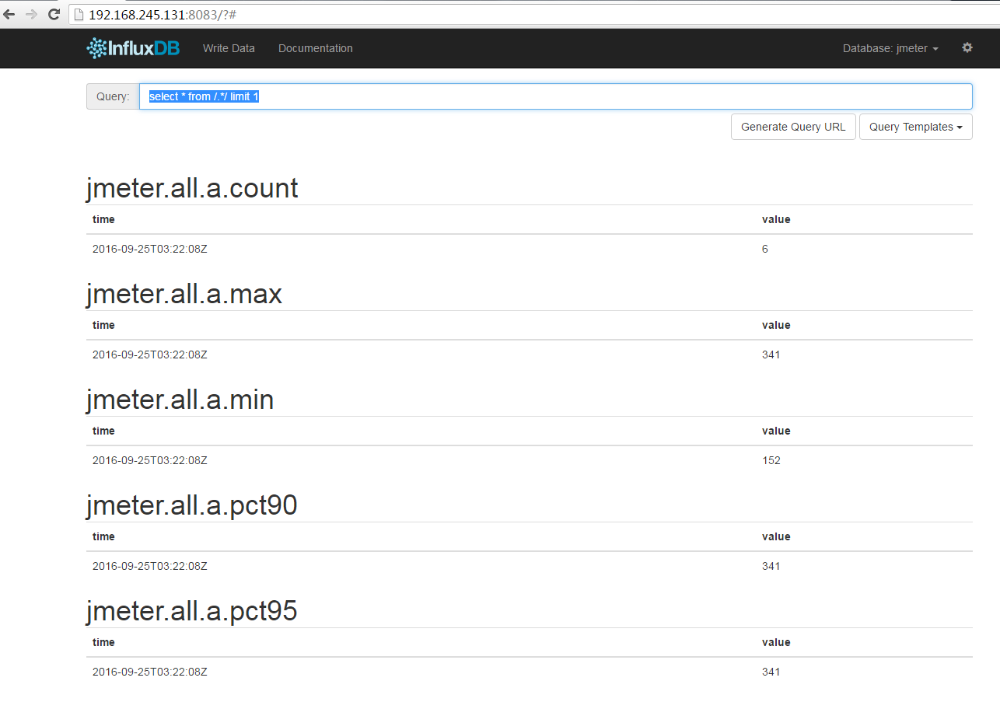 192.168.245.131:8083/?#
InfluxDB Write Data Documentation Database: jmeter
Query: select * from /.*/ limit 1
Generate Query URL Query Templates
jmeter.all.a.count
time value
2016-09-25T03:22:08Z 6
jmeter.all.a.max
time value
2016-09-25T03:22:08Z 341
jmeter.all.a.min
time value
2016-09-25T03:22:08Z 152
jmeter.all.a.pct90
time value
2016-09-25T03:22:08Z 341
jmeter.all.a.pct95
time value
2016-09-25T03:22:08Z 341